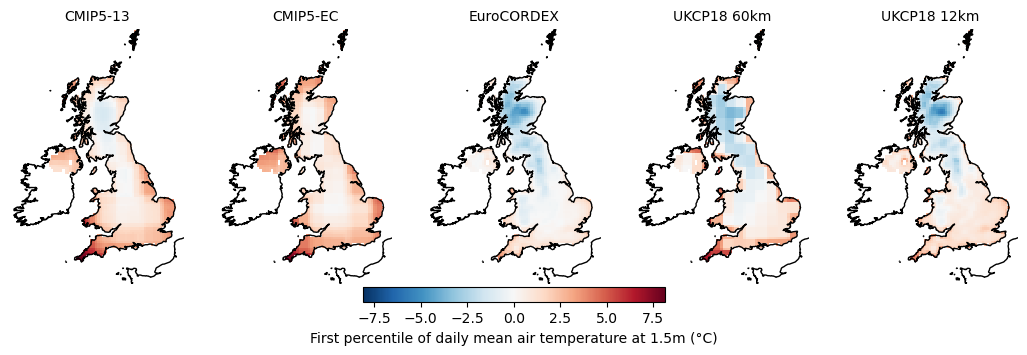 CMIP5-13 CMIP5-EC EuroCORDEX UKCP18 60km UKCP18 12km
−7.5 −5.0 −2.5 0.0 2.5 5.0 7.5
First percentile of daily mean air temperature at 1.5m (°C)